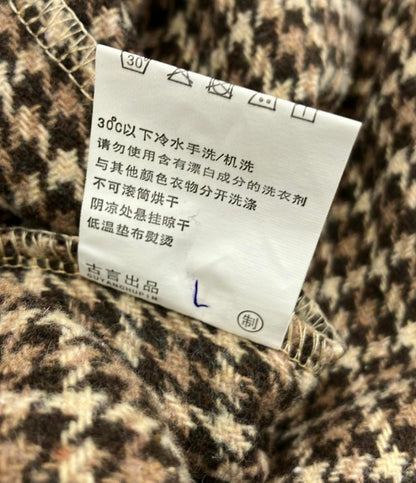 30
30℃以下冷水手洗/机洗
请勿使用含有漂白成分的洗衣剂
与其他颜色衣物分开洗涤
不可滚筒烘干
阴凉处悬挂晾干
低温垫布熨烫
古言出品
GUYANCHUPIN
L
制